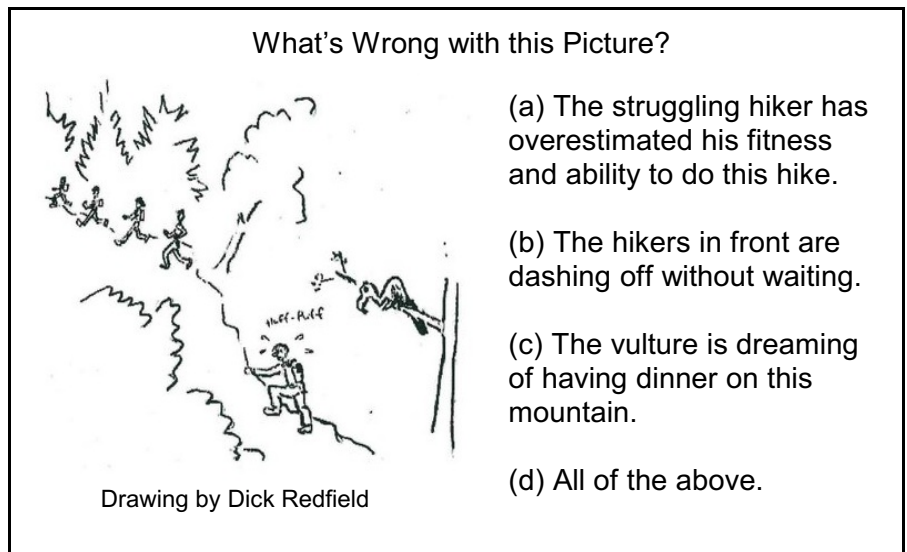 What’s Wrong with this Picture?
(a) The struggling hiker has
overestimated his fitness
and ability to do this hike.
(b) The hikers in front are
dashing off without waiting.
(c) The vulture is dreaming
of having dinner on this
mountain.
(d) All of the above.
Huff-Puff
Drawing by Dick Redfield